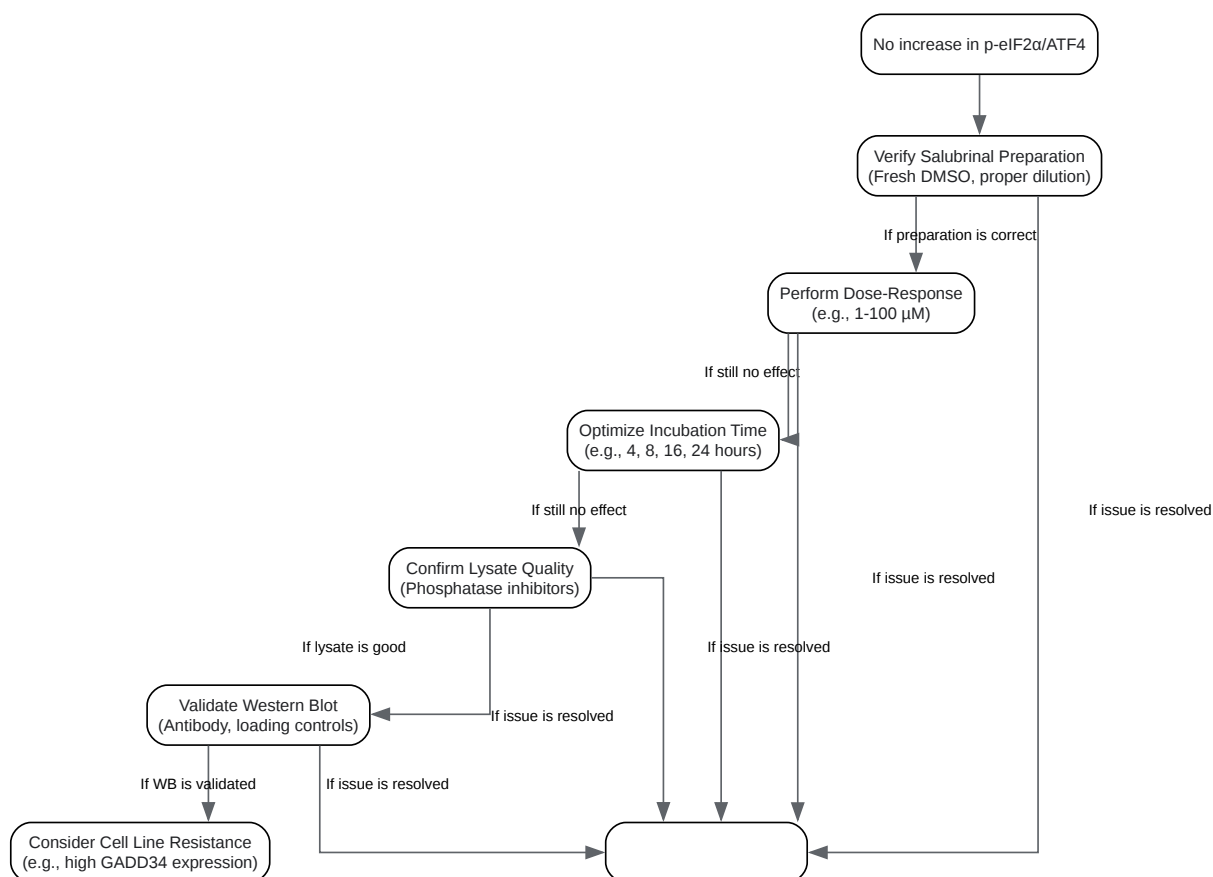 No increase in p-eIF2α/ATF4
Verify Salubrinal Preparation
(Fresh DMSO, proper dilution)
If preparation is correct
Perform Dose-Response
(e.g., 1-100 µM)
If still no effect
Optimize Incubation Time
(e.g., 4, 8, 16, 24 hours)
If still no effect
If issue is resolved
Confirm Lysate Quality
(Phosphatase inhibitors)
If issue is resolved
If lysate is good
If issue is resolved
Validate Western Blot
(Antibody, loading controls)
If issue is resolved
If WB is validated
If issue is resolved
Consider Cell Line Resistance
(e.g., high GADD34 expression)